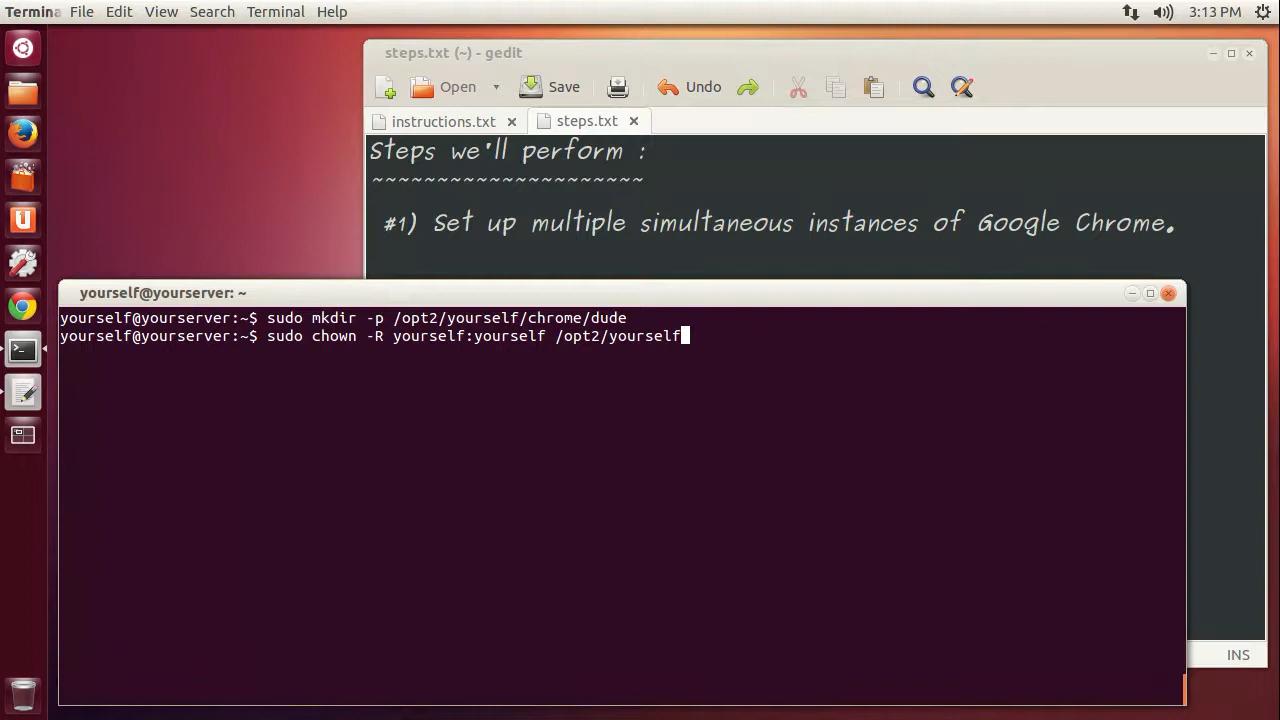 Termina File Edit View Search Terminal Help 3:13 PM
steps.txt (~) - gedit
Open Save Undo
instructions.txt steps.txt
Steps we'll perform :
~~~~~~~~~~~~~~~~~~~~~
#1) Set up multiple simultaneous instances of Google Chrome.
yourself@yourserver: ~
yourself@yourserver:~$ sudo mkdir -p /opt2/yourself/chrome/dude
yourself@yourserver:~$ sudo chown -R yourself:yourself /opt2/yourself
INS